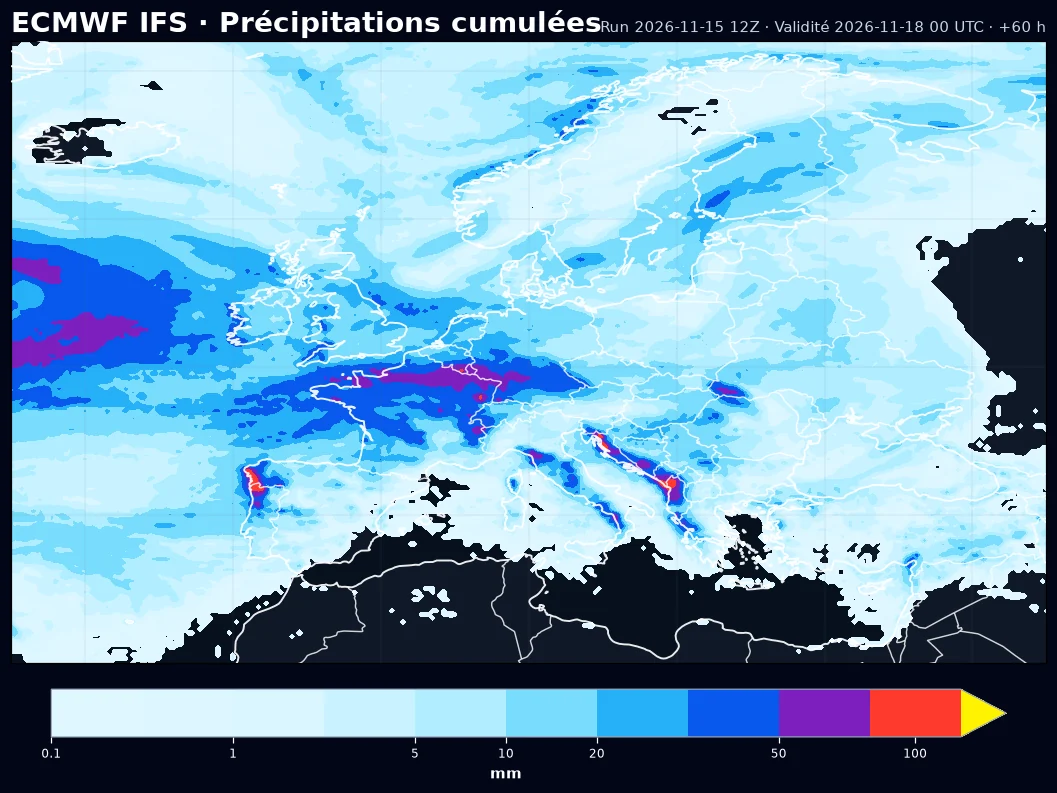 ECMWF IFS · Précipitations cumulées
Run 2026-11-15 12Z · Validité 2026-11-18 00 UTC · +60 h
0.1 1 5 10 20 50 100
mm